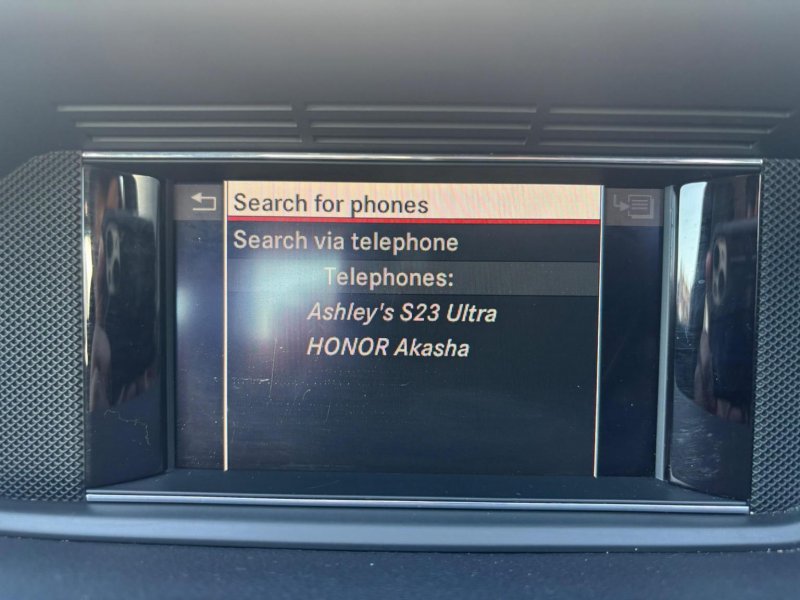 Search for phones
Search via telephone
Telephones:
Ashley's S23 Ultra
HONOR Akasha